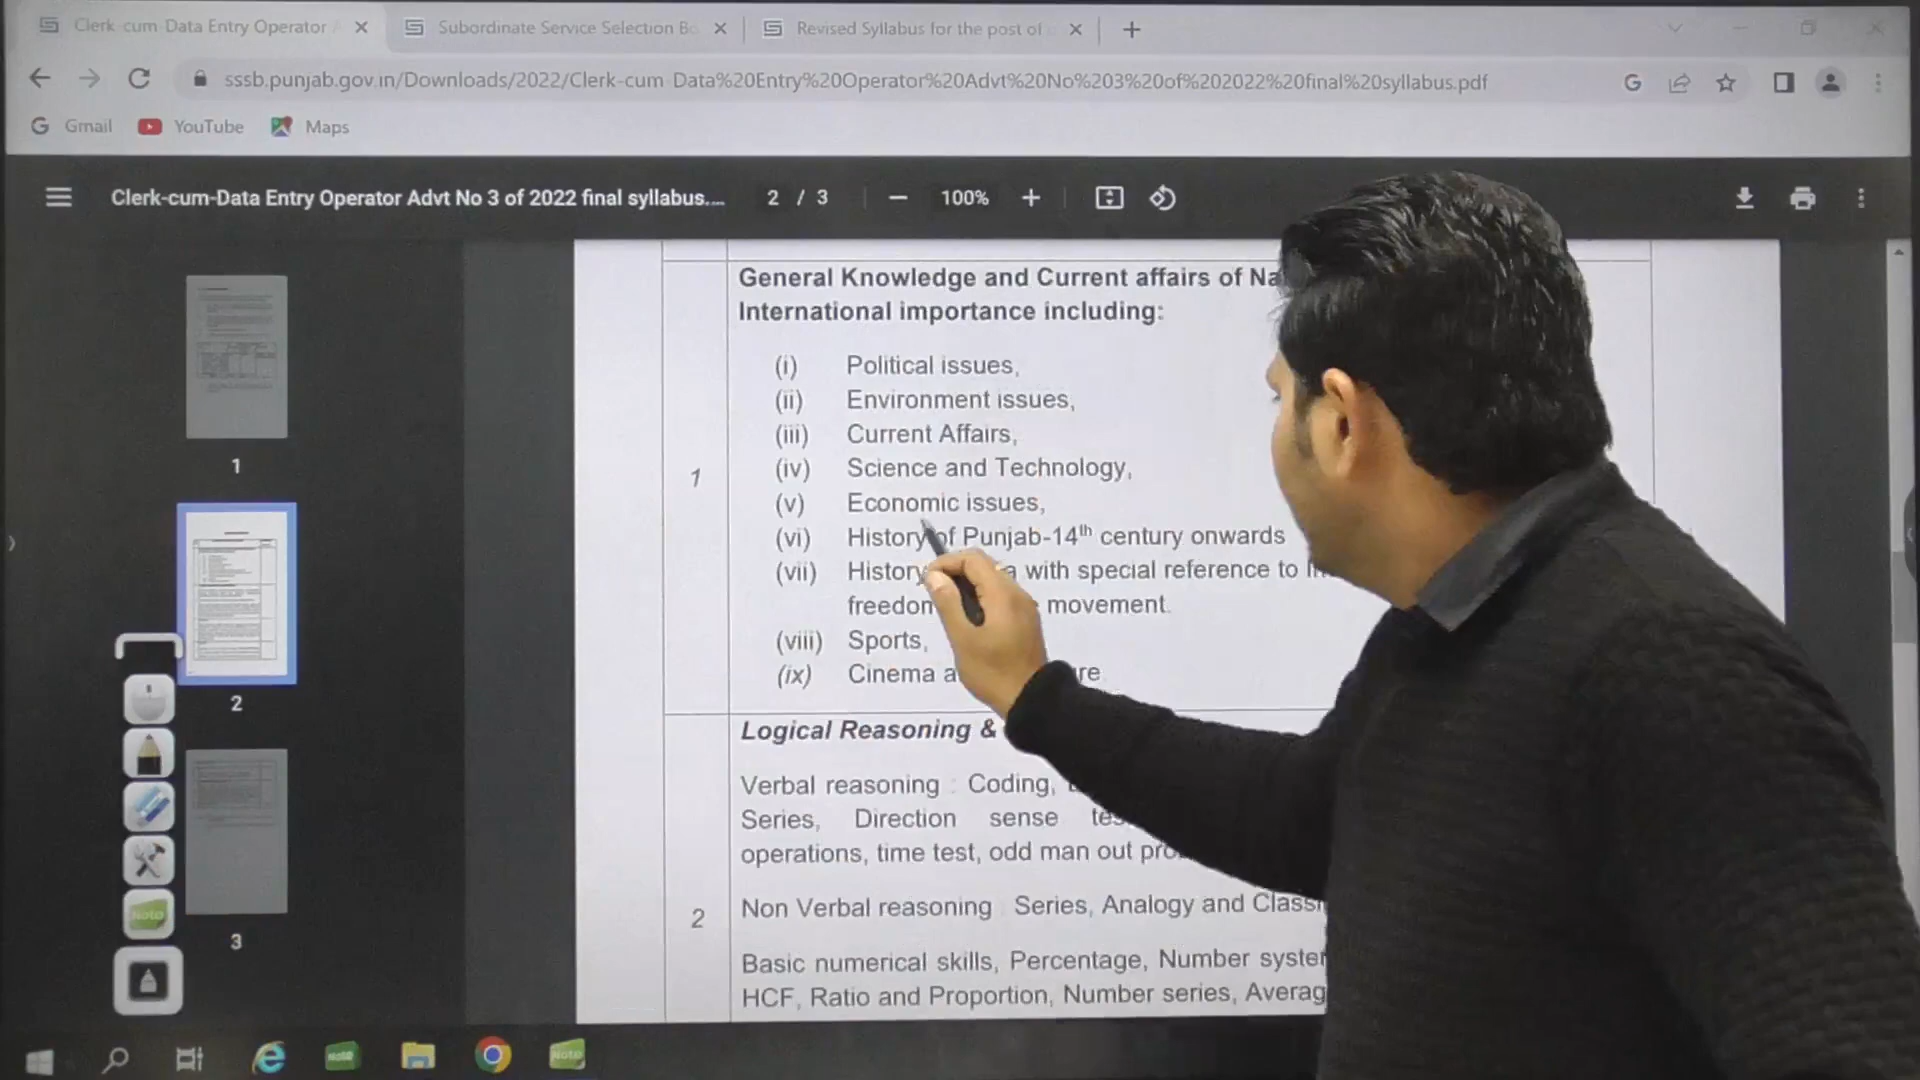 Clerk-cum-Data Entry Operator
Subordinate Service Selection Bo
Revised Syllabus for the post of
sssb.punjab.gov.in/Downloads/2022/Clerk-cum-Data%20Entry%20Operator%20Advt%20No%203%20of%202022%20final%20syllabus.pdf
Gmail YouTube Maps
Clerk-cum-Data Entry Operator Advt No 3 of 2022 final syllabus.... 2 / 3 100%
General Knowledge and Current affairs of Na
International importance including:
(i) Political issues,
(ii) Environment issues,
(iii) Current Affairs,
(iv) Science and Technology,
(v) Economic issues,
1
(vi) History of Punjab-14th century onwards
(vii) History with special reference to
freedom movement.
(viii) Sports,
(ix) Cinema
Logical Reasoning &
Verbal reasoning : Coding,
Series, Direction sense tes
operations, time test, odd man out pro
2
Non Verbal reasoning : Series, Analogy and Classi
Basic numerical skills, Percentage, Number system
HCF, Ratio and Proportion, Number series, Averag
1
2
3
Note
Note
Note